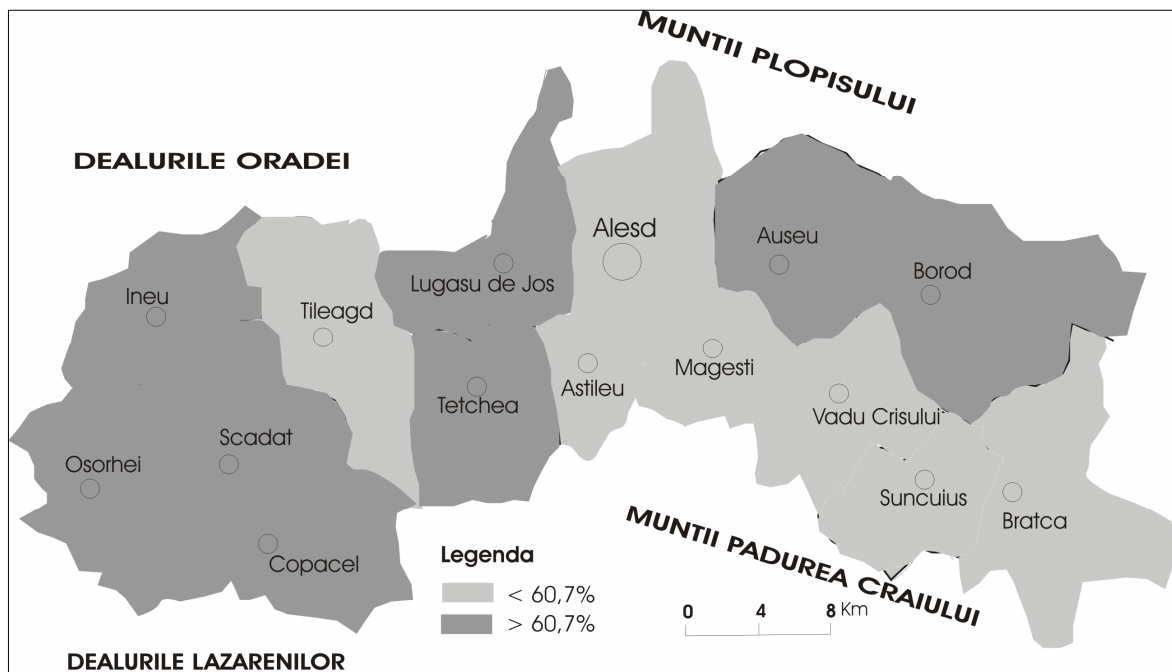 MUNTII PLOPISULUI
DEALURILE ORADEI
Alesd
Auseu
Borod
Lugasu de Jos
Ineu
Tileagd
Magesti
Astileu
Tetchea
Vadu Crisului
Scadat
Osorhei
Suncuius
Bratca
Copacel
MUNTII PADUREA CRAIULUI
Legenda
< 60,7%
> 60,7%
0 4 8 Km
DEALURILE LAZARENILOR